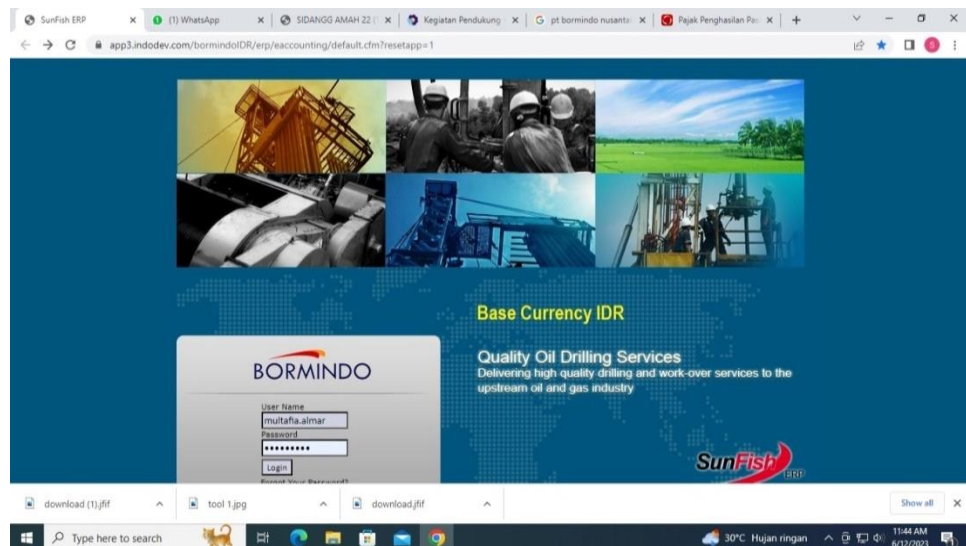 SunFish ERP
(1) WhatsApp
SIDANGG AMAH 22 (
Kegiatan Pendukung
G pt bormindo nusanta
Pajak Penghasilan Pas
app3.indodev.com/bormindoIDR/erp/eaccounting/default.cfm?resetapp=1
S
Base Currency IDR
BORMINDO
User Name
multafia.almar
Password
Login
Forgot Your Password?
Quality Oil Drilling Services
Delivering high quality drilling and work-over services to the
upstream oil and gas industry
SunFish
ERP
download (1).jfif
tool 1.jpg
download.jfif
Show all
Type here to search
30°C Hujan ringan
11:44 AM
6/12/2023